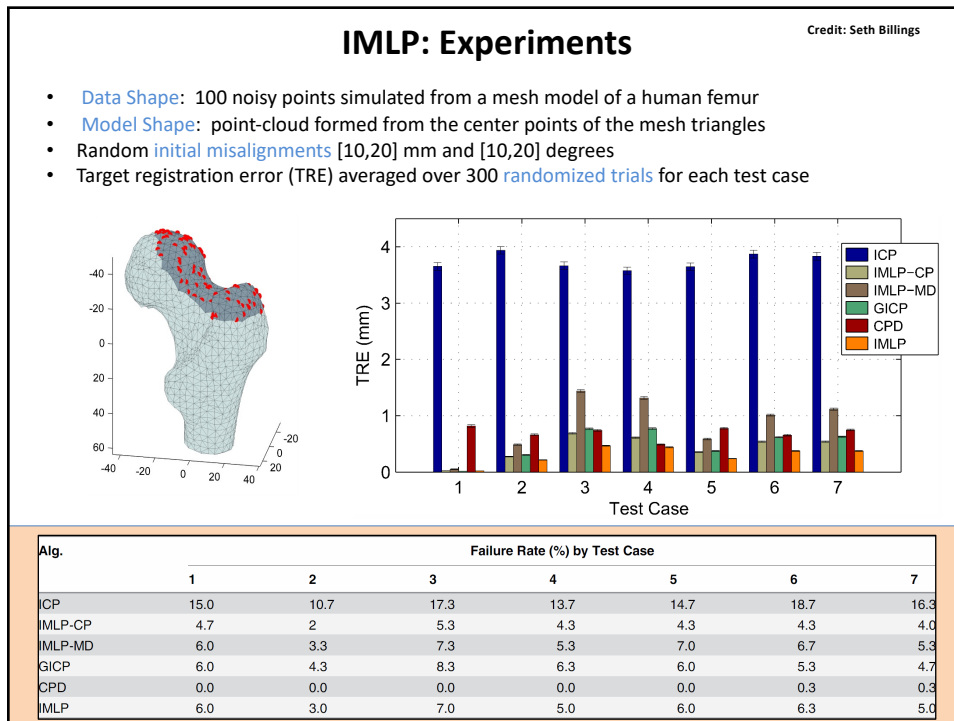 IMLP: Experiments
Credit: Seth Billings
• Data Shape: 100 noisy points simulated from a mesh model of a human femur
• Model Shape: point-cloud formed from the center points of the mesh triangles
• Random initial misalignments [10,20] mm and [10,20] degrees
• Target registration error (TRE) averaged over 300 randomized trials for each test case
-40
-20
0
20
40
60
-40 -20 0 20 40
-20
0
20
TRE (mm)
4
3
2
1
0
1 2 3 4 5 6 7
Test Case
ICP
IMLP-CP
IMLP-MD
GICP
CPD
IMLP
Alg. Failure Rate (%) by Test Case
1 2 3 4 5 6 7
ICP 15.0 10.7 17.3 13.7 14.7 18.7 16.3
IMLP-CP 4.7 2 5.3 4.3 4.3 4.3 4.0
IMLP-MD 6.0 3.3 7.3 5.3 7.0 6.7 5.3
GICP 6.0 4.3 8.3 6.3 6.0 5.3 4.7
CPD 0.0 0.0 0.0 0.0 0.0 0.3 0.3
IMLP 6.0 3.0 7.0 5.0 6.0 6.3 5.0